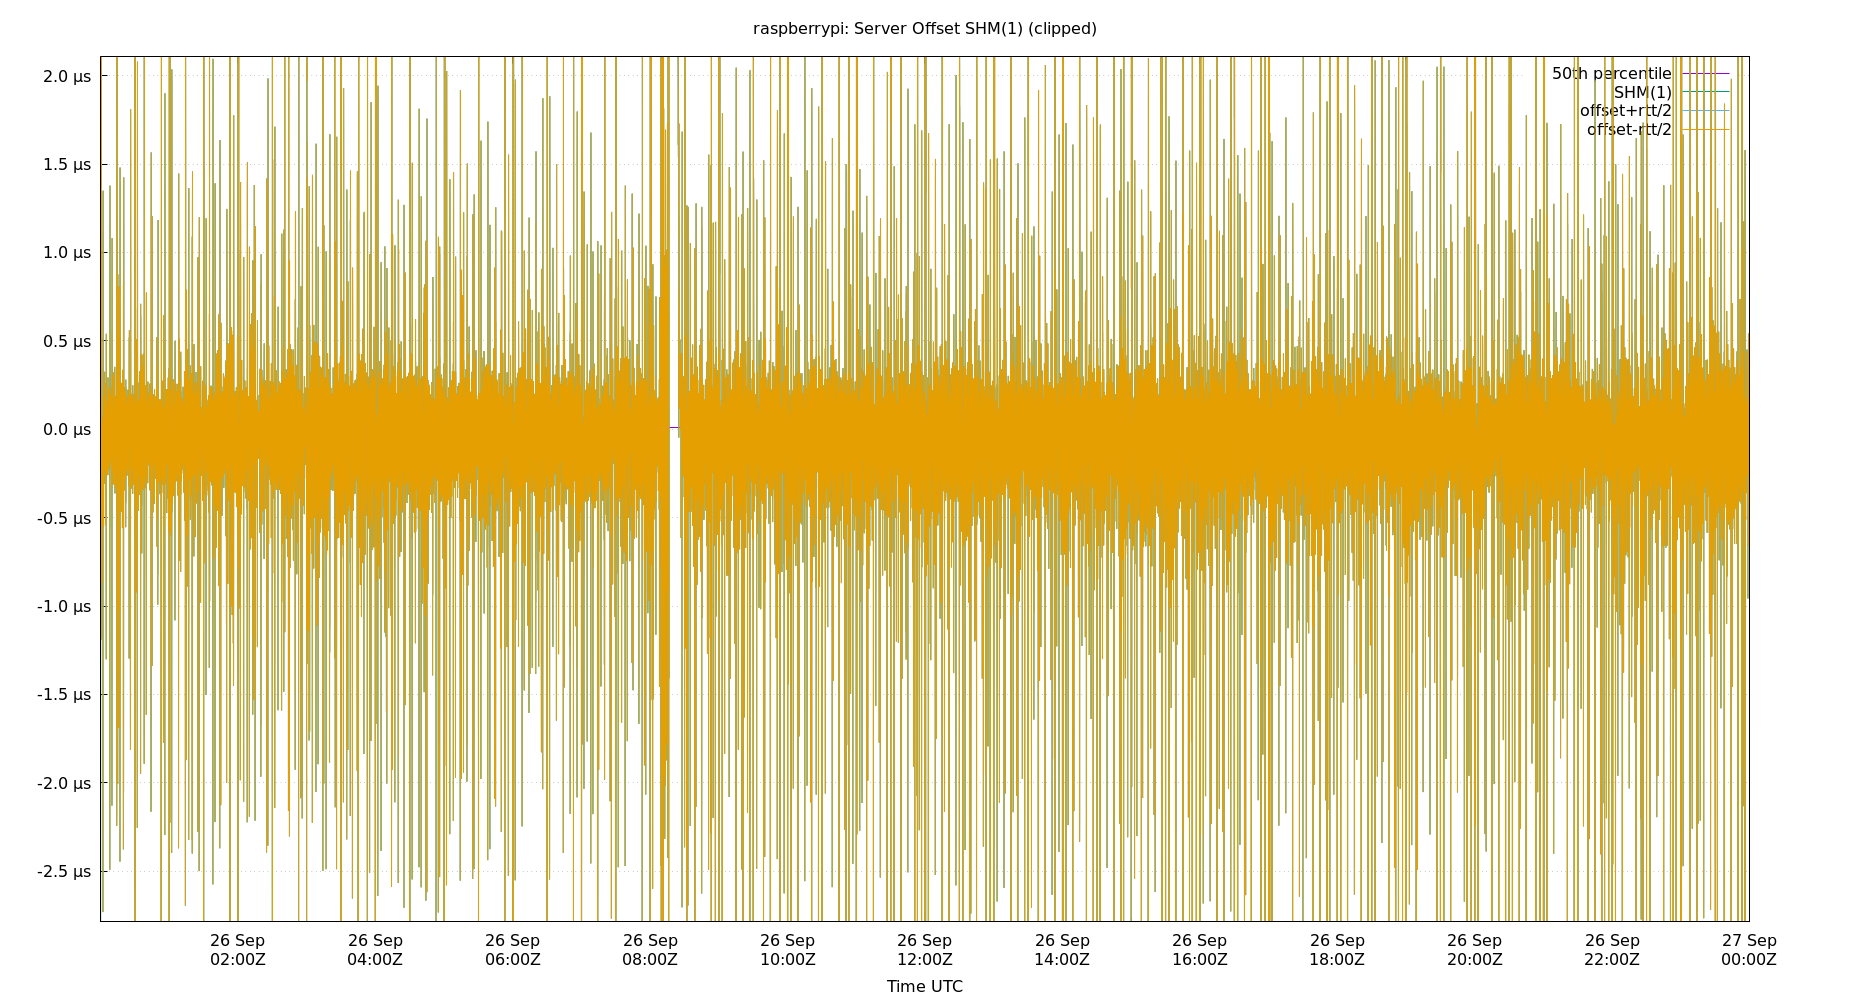 raspberrypi: Server Offset SHM(1) (clipped)
2.0 µs
1.5 µs
1.0 µs
0.5 µs
0.0 µs
-0.5 µs
-1.0 µs
-1.5 µs
-2.0 µs
-2.5 µs
50th percentile
SHM(1)
offset+rtt/2
offset-rtt/2
26 Sep 26 Sep 26 Sep 26 Sep 26 Sep 26 Sep 26 Sep 26 Sep 26 Sep 26 Sep 26 Sep 27 Sep
02:00Z 04:00Z 06:00Z 08:00Z 10:00Z 12:00Z 14:00Z 16:00Z 18:00Z 20:00Z 22:00Z 00:00Z
Time UTC